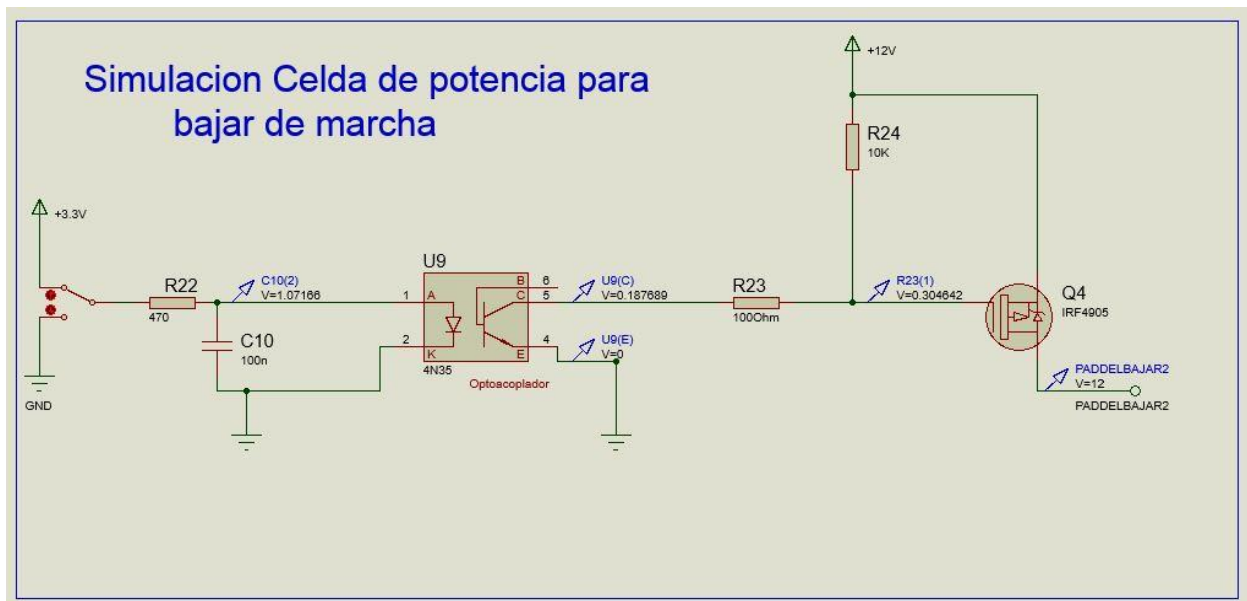 Simulacion Celda de potencia para
bajar de marcha
+12V
R24
10K
+3.3V
R22
470
C10(2)
V=1.07166
C10
100n
U9
1
A
2
K
B
6
C
5
E
4
4N35
Optoacoplador
U9(C)
V=0.187689
U9(E)
V=0
R23
100Ohm
R23(1)
V=0.304642
Q4
IRF4905
PADDELBAJAR2
V=12
PADDELBAJAR2
GND